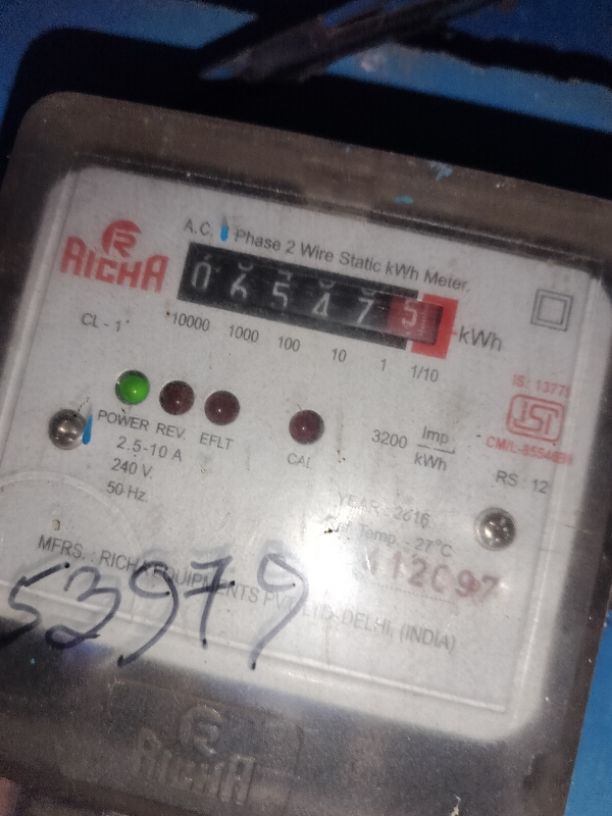 A.C. 1 Phase 2 Wire Static kWh Meter.
RICHA
065475 kWh
CL - 1
10000 1000 100 10 1 1/10
IS: 13779
ISI
CM/L-
POWER REV. EFLT CAL
3200 Imp / kWh
RS : 12
2.5-10 A
240 V.
50 Hz.
YEAR : 2016
Temp. : 27°C
112097
MFRS. : RICHA EQUIPMENTS PVT. LTD. DELHI, (INDIA)
53979
RICHA